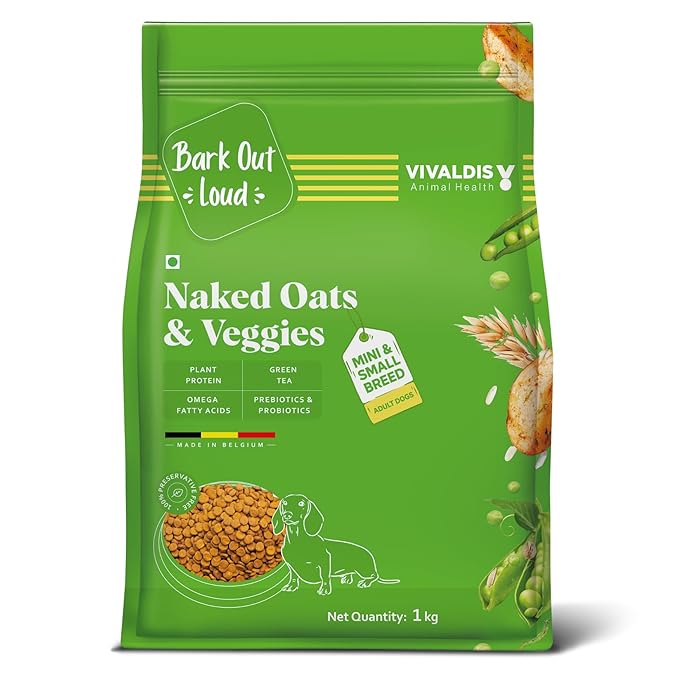 Bark Out
Loud
VIVALDIS
Animal Health
Naked Oats
& Veggies
PLANT
PROTEIN
GREEN
TEA
OMEGA
FATTY ACIDS
PREBIOTICS &
PROBIOTICS
MINI &
SMALL
BREED
ADULT DOGS
MADE IN BELGIUM
100% PRESERVATIVE FREE
Net Quantity: 1 kg